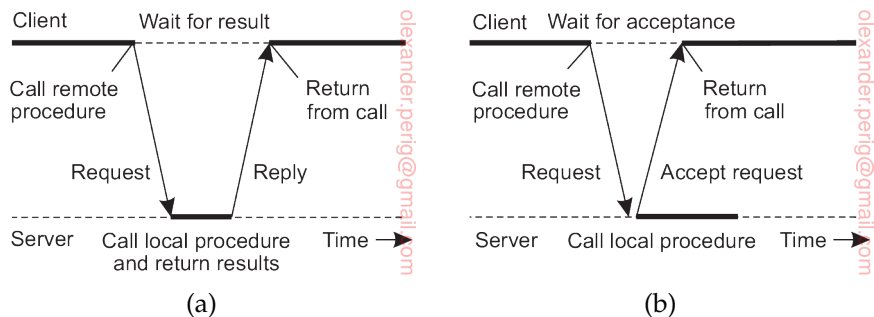 Client Wait for result
Call remote
procedure
Return
from call
Request
Reply
Server
Call local procedure
and return results
Time
(a)
olexander.perig@gmail.com
Client Wait for acceptance
Call remote
procedure
Return
from call
Request
Accept request
Server
Call local procedure
Time
(b)
olexander.perig@gmail.com